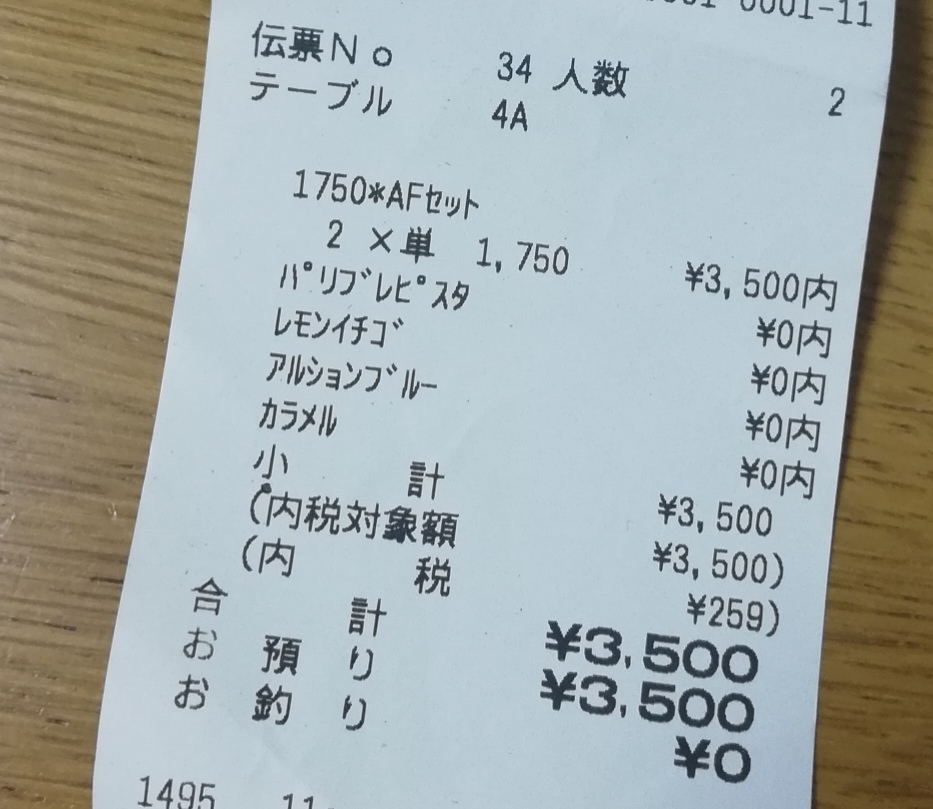 0001-11
伝票No 34 人数 2
テーブル 4A
1750*AFセット
2 ×単 1,750 ¥3,500内
パリブレピスタ ¥0内
レモンイチゴ ¥0内
アルションブルー ¥0内
カラメル ¥0内
小計 ¥3,500
(内税対象額 ¥3,500)
(内税 ¥259)
合計 ¥3,500
お預り ¥3,500
お釣り ¥0
1495